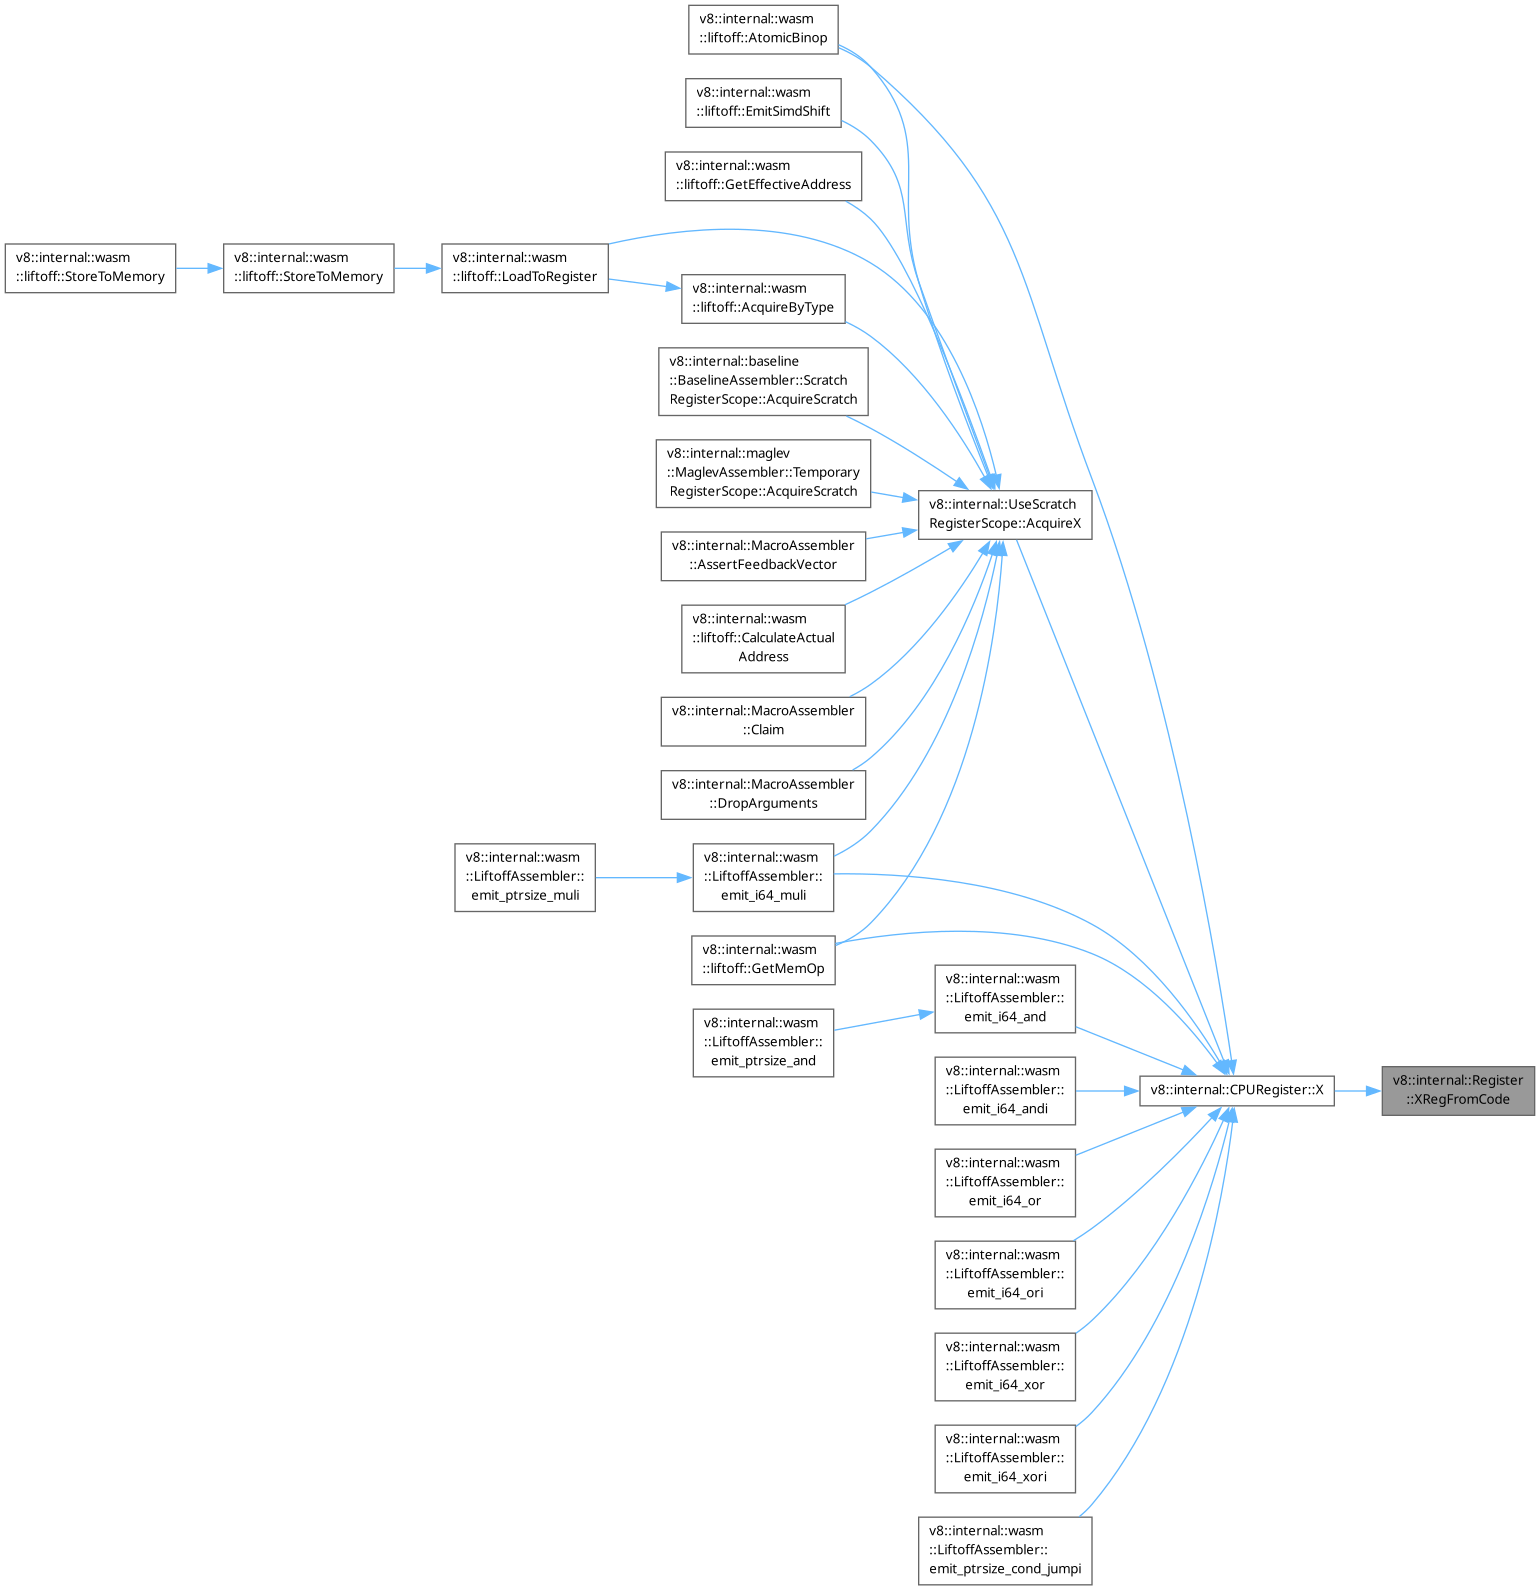 v8::internal::wasm
::liftoff::AtomicBinop
v8::internal::wasm
::liftoff::EmitSimdShift
v8::internal::wasm
::liftoff::GetEffectiveAddress
v8::internal::wasm
::liftoff::StoreToMemory
v8::internal::wasm
::liftoff::StoreToMemory
v8::internal::wasm
::liftoff::LoadToRegister
v8::internal::wasm
::liftoff::AcquireByType
v8::internal::baseline
::BaselineAssembler::Scratch
RegisterScope::AcquireScratch
v8::internal::maglev
::MaglevAssembler::Temporary
RegisterScope::AcquireScratch
v8::internal::UseScratch
RegisterScope::AcquireX
v8::internal::MacroAssembler
::AssertFeedbackVector
v8::internal::wasm
::liftoff::CalculateActual
Address
v8::internal::MacroAssembler
::Claim
v8::internal::MacroAssembler
::DropArguments
v8::internal::wasm
::LiftoffAssembler::
emit_ptrsize_muli
v8::internal::wasm
::LiftoffAssembler::
emit_i64_muli
v8::internal::wasm
::liftoff::GetMemOp
v8::internal::wasm
::LiftoffAssembler::
emit_i64_and
v8::internal::wasm
::LiftoffAssembler::
emit_ptrsize_and
v8::internal::wasm
::LiftoffAssembler::
emit_i64_andi
v8::internal::CPURegister::X
v8::internal::Register
::XRegFromCode
v8::internal::wasm
::LiftoffAssembler::
emit_i64_or
v8::internal::wasm
::LiftoffAssembler::
emit_i64_ori
v8::internal::wasm
::LiftoffAssembler::
emit_i64_xor
v8::internal::wasm
::LiftoffAssembler::
emit_i64_xori
v8::internal::wasm
::LiftoffAssembler::
emit_ptrsize_cond_jumpi